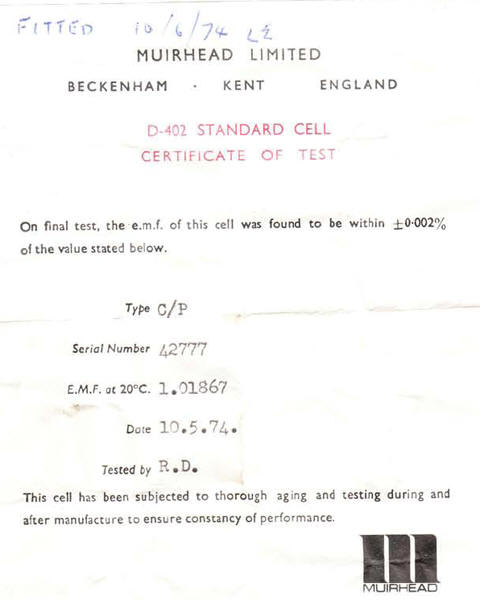 FITTED 10/6/74 LE
MUIRHEAD LIMITED
BECKENHAM · KENT ENGLAND
D-402 STANDARD CELL
CERTIFICATE OF TEST
On final test, the e.m.f. of this cell was found to be within ±0·002%
of the value stated below.
Type C/P
Serial Number 42777
E.M.F. at 20°C. 1.01867
Date 10.5.74.
Tested by R.D.
This cell has been subjected to thorough aging and testing during and
after manufacture to ensure constancy of performance.
MUIRHEAD